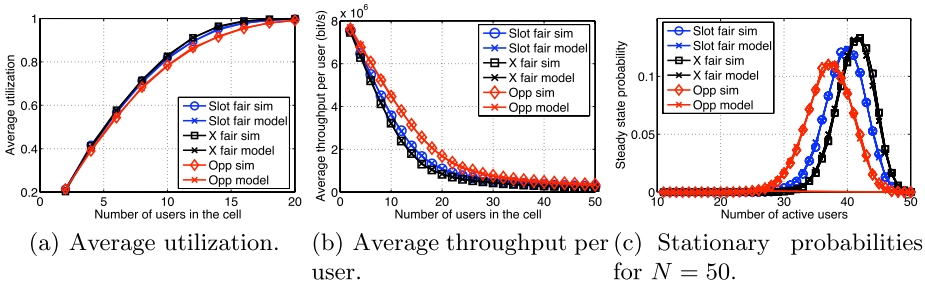 1
0.8
0.6
0.4
0.2
0 5 10 15 20
Average utilization
Number of users in the cell
Slot fair sim
Slot fair model
X fair sim
X fair model
Opp sim
Opp model
(a) Average utilization.
8 x 10^6
6
4
2
0
0 10 20 30 40 50
Average throughput per user (bit/s)
Number of users in the cell
Slot fair sim
Slot fair model
X fair sim
X fair model
Opp sim
Opp model
(b) Average throughput per
user.
0.1
0.05
0
20 30 40 50
Steady state probability
Number of active users
Slot fair sim
Slot fair model
X fair sim
X fair model
Opp sim
Opp model
(c) Stationary probabilities
for N = 50.